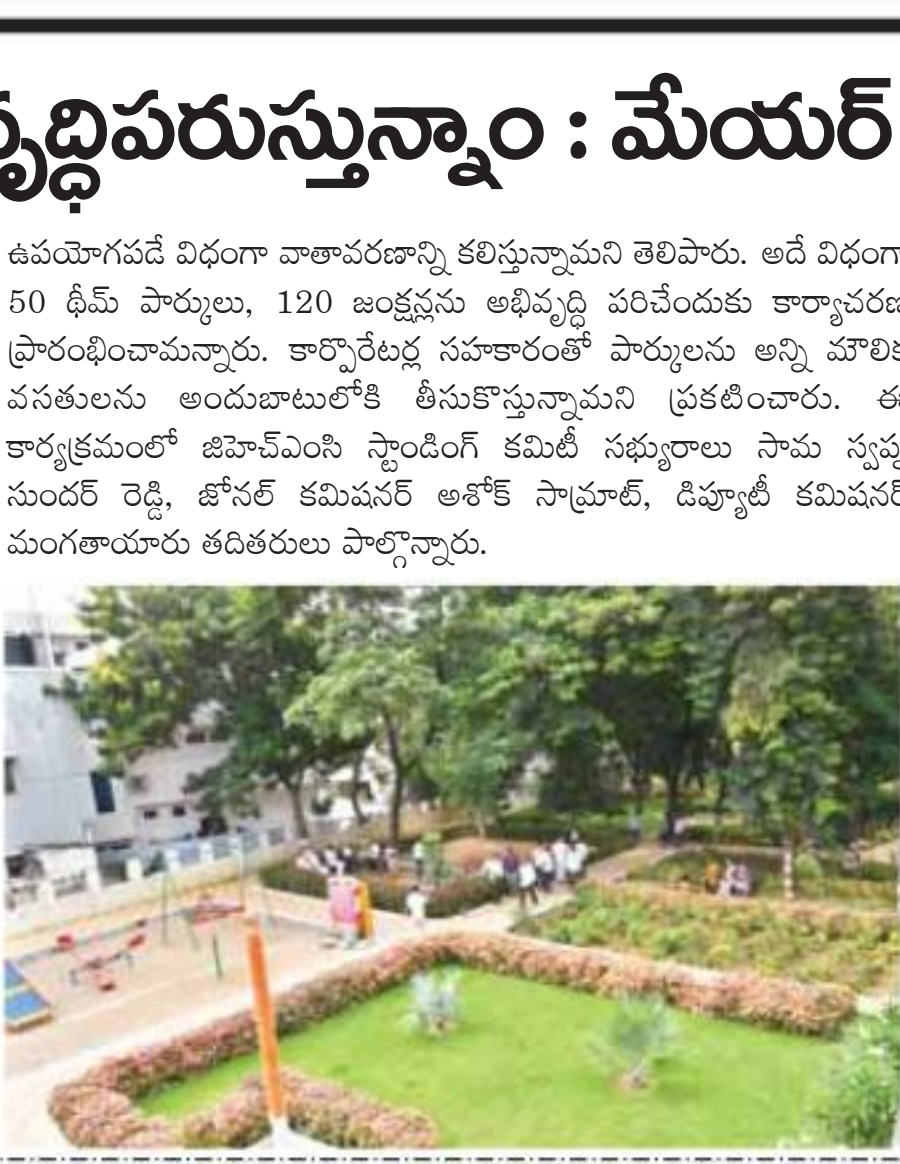 వృద్ధిపరుస్తున్నాం : మేయర్
ఉపయోగపడే విధంగా వాతావరణాన్ని కలిస్తున్నామని తెలిపారు. అదే విధంగా
50 థీమ్ పార్కులు, 120 జంక్షన్లను అభివృద్ధి పరిచేందుకు కార్యాచరణ
ప్రారంభించామన్నారు. కార్పొరేటర్ల సహకారంతో పార్కులను అన్ని మౌలిక
వసతులను అందుబాటులోకి తీసుకొస్తున్నామని ప్రకటించారు. ఈ
కార్యక్రమంలో జిహెచ్ఎంసి స్టాండింగ్ కమిటీ సభ్యురాలు సామ స్వప్న
సుందర్ రెడ్డి, జోనల్ కమిషనర్ అశోక్ సామ్రాట్, డిప్యూటీ కమిషనర్
మంగతాయారు తదితరులు పాల్గొన్నారు.